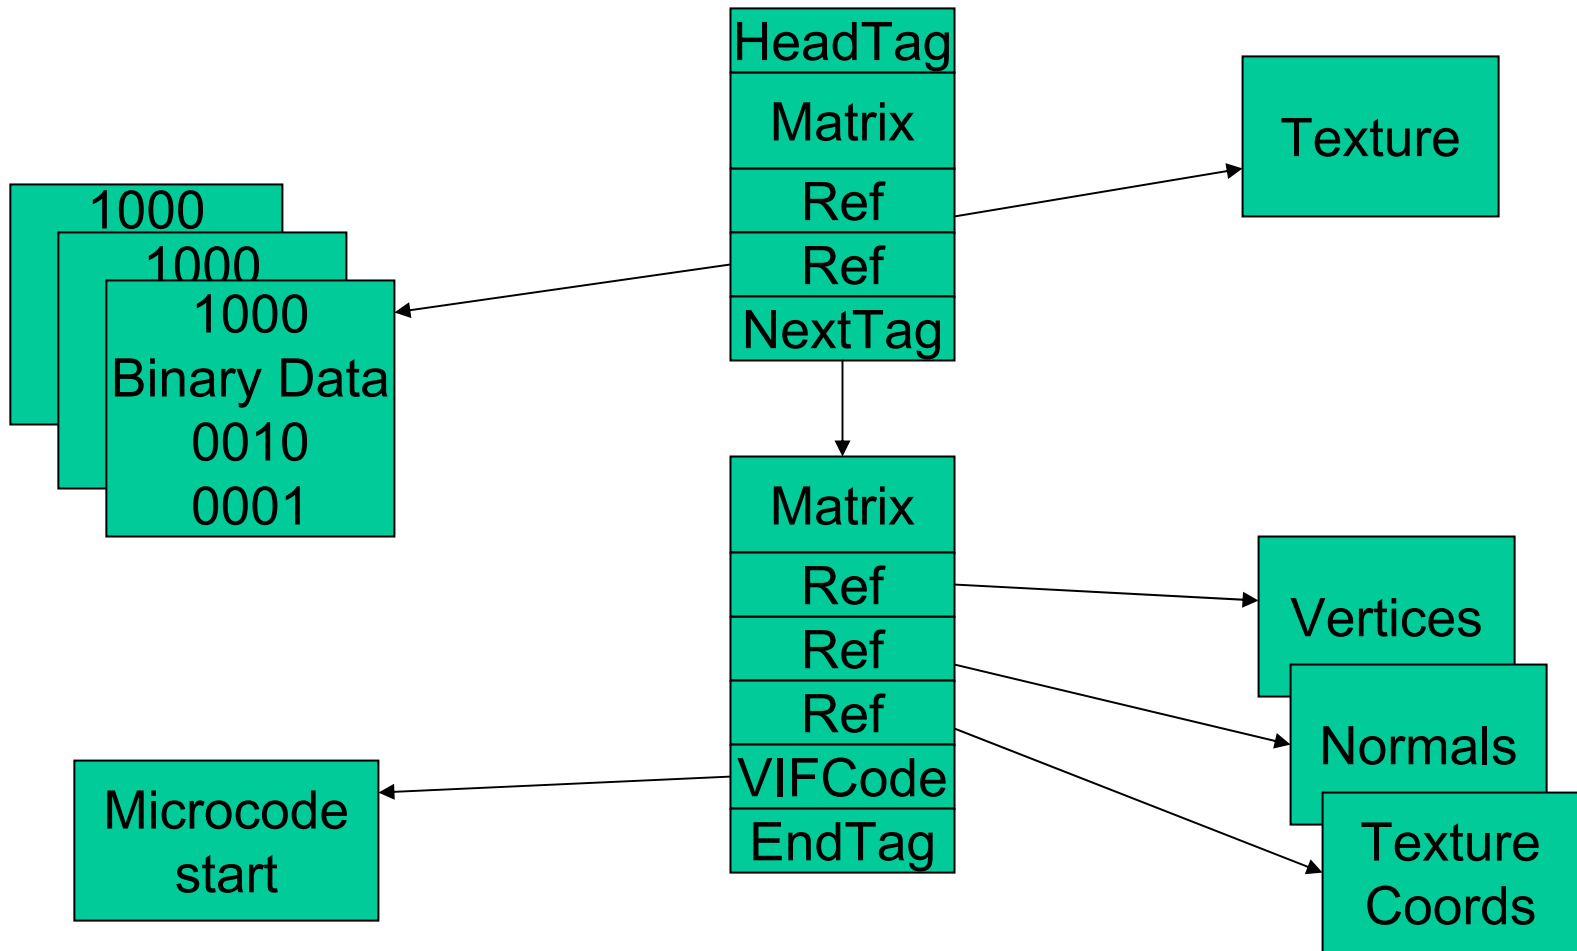 HeadTag
Matrix
Ref
Ref
NextTag
Texture
1000
1000
1000
Binary Data
0010
0001
Matrix
Ref
Ref
Ref
VIFCode
EndTag
Vertices
Normals
Texture
Coords
Microcode
start